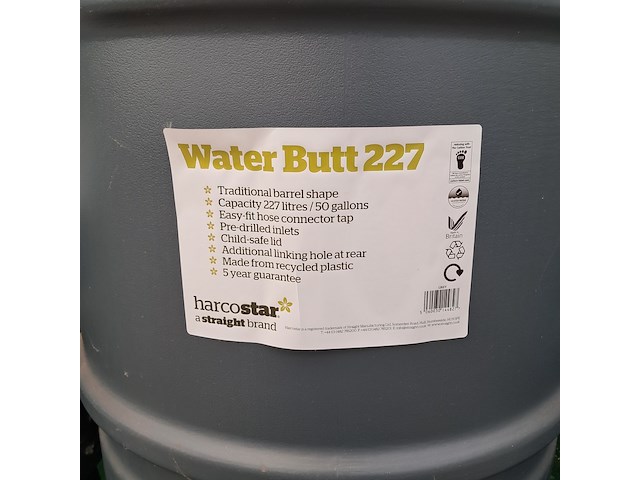 Water Butt 227
Traditional barrel shape
Capacity 227 litres / 50 gallons
Easy-fit hose connector tap
Pre-drilled inlets
Child-safe lid
Additional linking hole at rear
Made from recycled plastic
5 year guarantee
harcostar
a straight brand
Britain